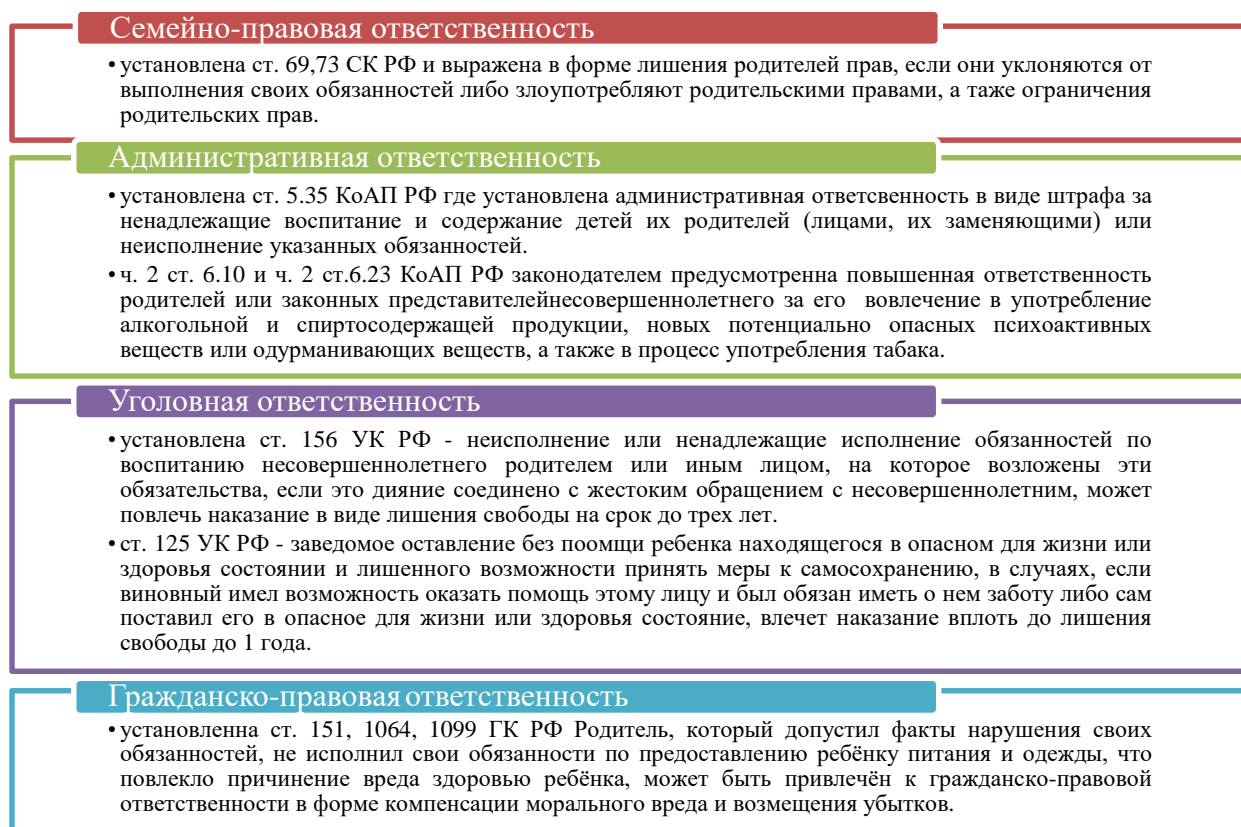 Семейно-правовая ответственность
• установлена ст. 69,73 СК РФ и выражена в форме лишения родителей прав, если они уклоняются от
выполнения своих обязанностей либо злоупотребляют родительскими правами, а таже ограничения
родительских прав.
Административная ответственность
• установлена ст. 5.35 КоАП РФ где установлена административная ответсвенность в виде штрафа за
ненадлежащие воспитание и содержание детей их родителей (лицами, их заменяющими) или
неисполнение указанных обязанностей.
• ч. 2 ст. 6.10 и ч. 2 ст.6.23 КоАП РФ законодателем предусмотренна повышенная ответственность
родителей или законных представителейнесовершеннолетнего за его вовлечение в употребление
алкогольной и спиртосодержащей продукции, новых потенциально опасных психоактивных
веществ или одурманивающих веществ, а также в процесс употребления табака.
Уголовная ответственность
• установлена ст. 156 УК РФ - неисполнение или ненадлежащие исполнение обязанностей по
воспитанию несовершеннолетнего родителем или иным лицом, на которое возложены эти
обязательства, если это дияние соединено с жестоким обращением с несовершеннолетним, может
повлечь наказание в виде лишения свободы на срок до трех лет.
• ст. 125 УК РФ - заведомое оставление без поомщи ребенка находящегося в опасном для жизни или
здоровья состоянии и лишенного возможности принять меры к самосохранению, в случаях, если
виновный имел возможность оказать помощь этому лицу и был обязан иметь о нем заботу либо сам
поставил его в опасное для жизни или здоровья состояние, влечет наказание вплоть до лишения
свободы до 1 года.
Гражданско-правовая ответственность
• установленна ст. 151, 1064, 1099 ГК РФ Родитель, который допустил факты нарушения своих
обязанностей, не исполнил свои обязанности по предоставлению ребёнку питания и одежды, что
повлекло причинение вреда здоровью ребёнка, может быть привлечён к гражданско-правовой
ответственности в форме компенсации морального вреда и возмещения убытков.